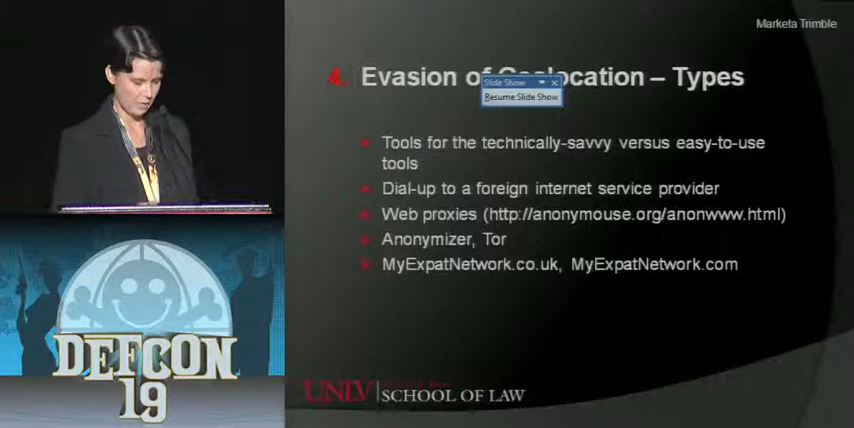 Marketa Trimble
4. Evasion of Geolocation – Types
Slide Show
Resume Slide Show
Tools for the technically-savvy versus easy-to-use
tools
Dial-up to a foreign internet service provider
Web proxies (http://anonymouse.org/anonwww.html)
Anonymizer, Tor
MyExpatNetwork.co.uk, MyExpatNetwork.com
DEFCON
19
UNLV SCHOOL OF LAW